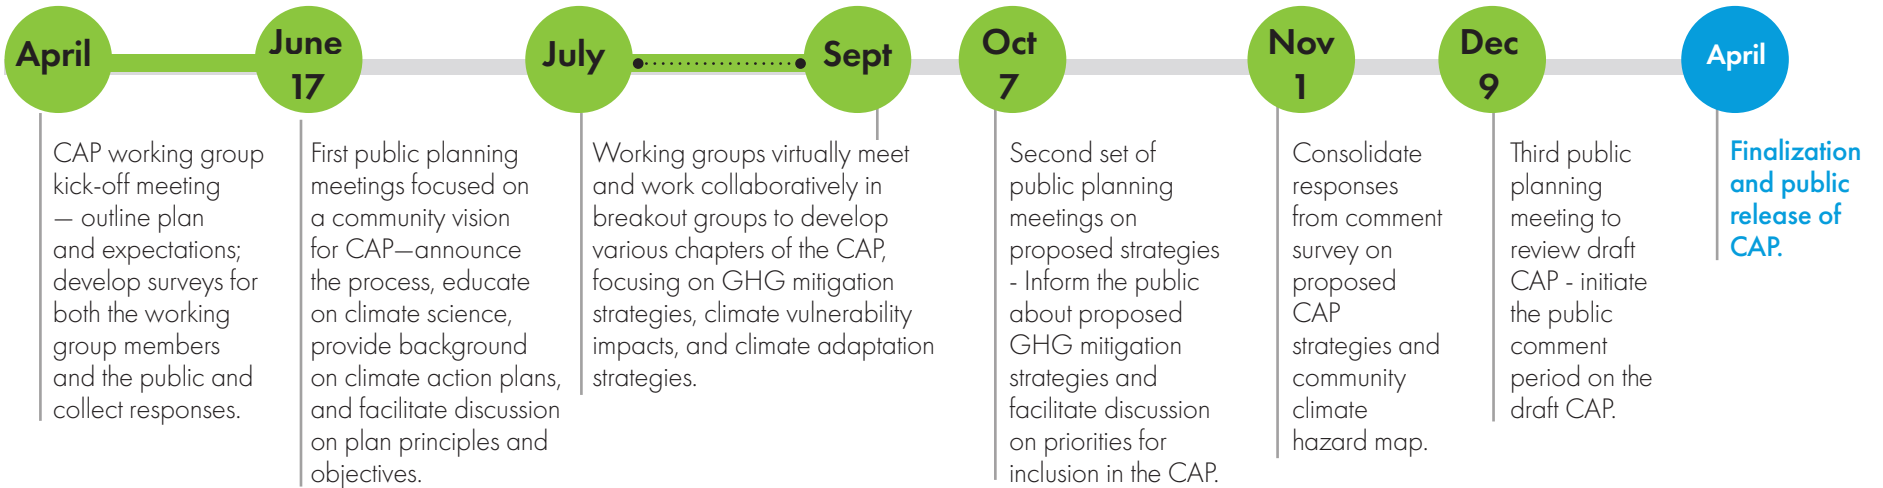 April
June
17
July
Sept
Oct
7
Nov
1
Dec
9
April
CAP working group
kick-off meeting
— outline plan
and expectations;
develop surveys for
both the working
group members
and the public and
collect responses.
First public planning
meetings focused on
a community vision
for CAP—announce
the process, educate
on climate science,
provide background
on climate action plans,
and facilitate discussion
on plan principles and
objectives.
Working groups virtually meet
and work collaboratively in
breakout groups to develop
various chapters of the CAP,
focusing on GHG mitigation
strategies, climate vulnerability
impacts, and climate adaptation
strategies.
Second set of
public planning
meetings on
proposed strategies
- Inform the public
about proposed
GHG mitigation
strategies and
facilitate discussion
on priorities for
inclusion in the CAP.
Consolidate
responses
from comment
survey on
proposed
CAP
strategies and
community
climate
hazard map.
Third public
planning
meeting to
review draft
CAP - initiate
the public
comment
period on the
draft CAP.
Finalization
and public
release of
CAP.